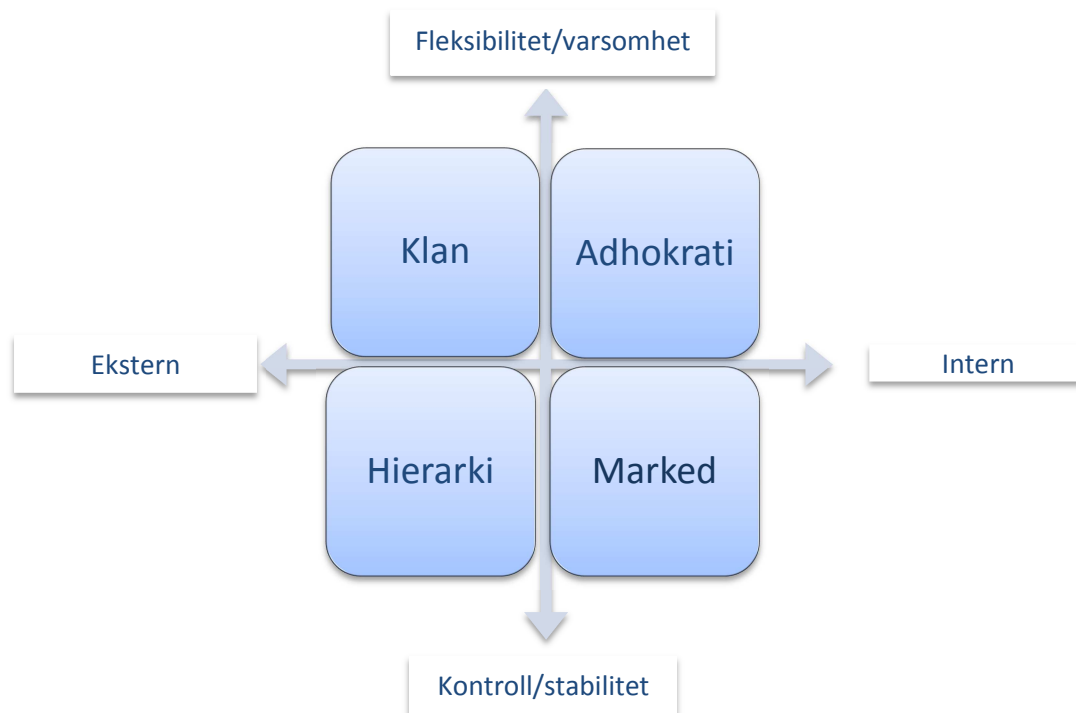 Fleksibilitet/varsomhet
Klan
Adhokrati
Ekstern
Intern
Hierarki
Marked
Kontroll/stabilitet